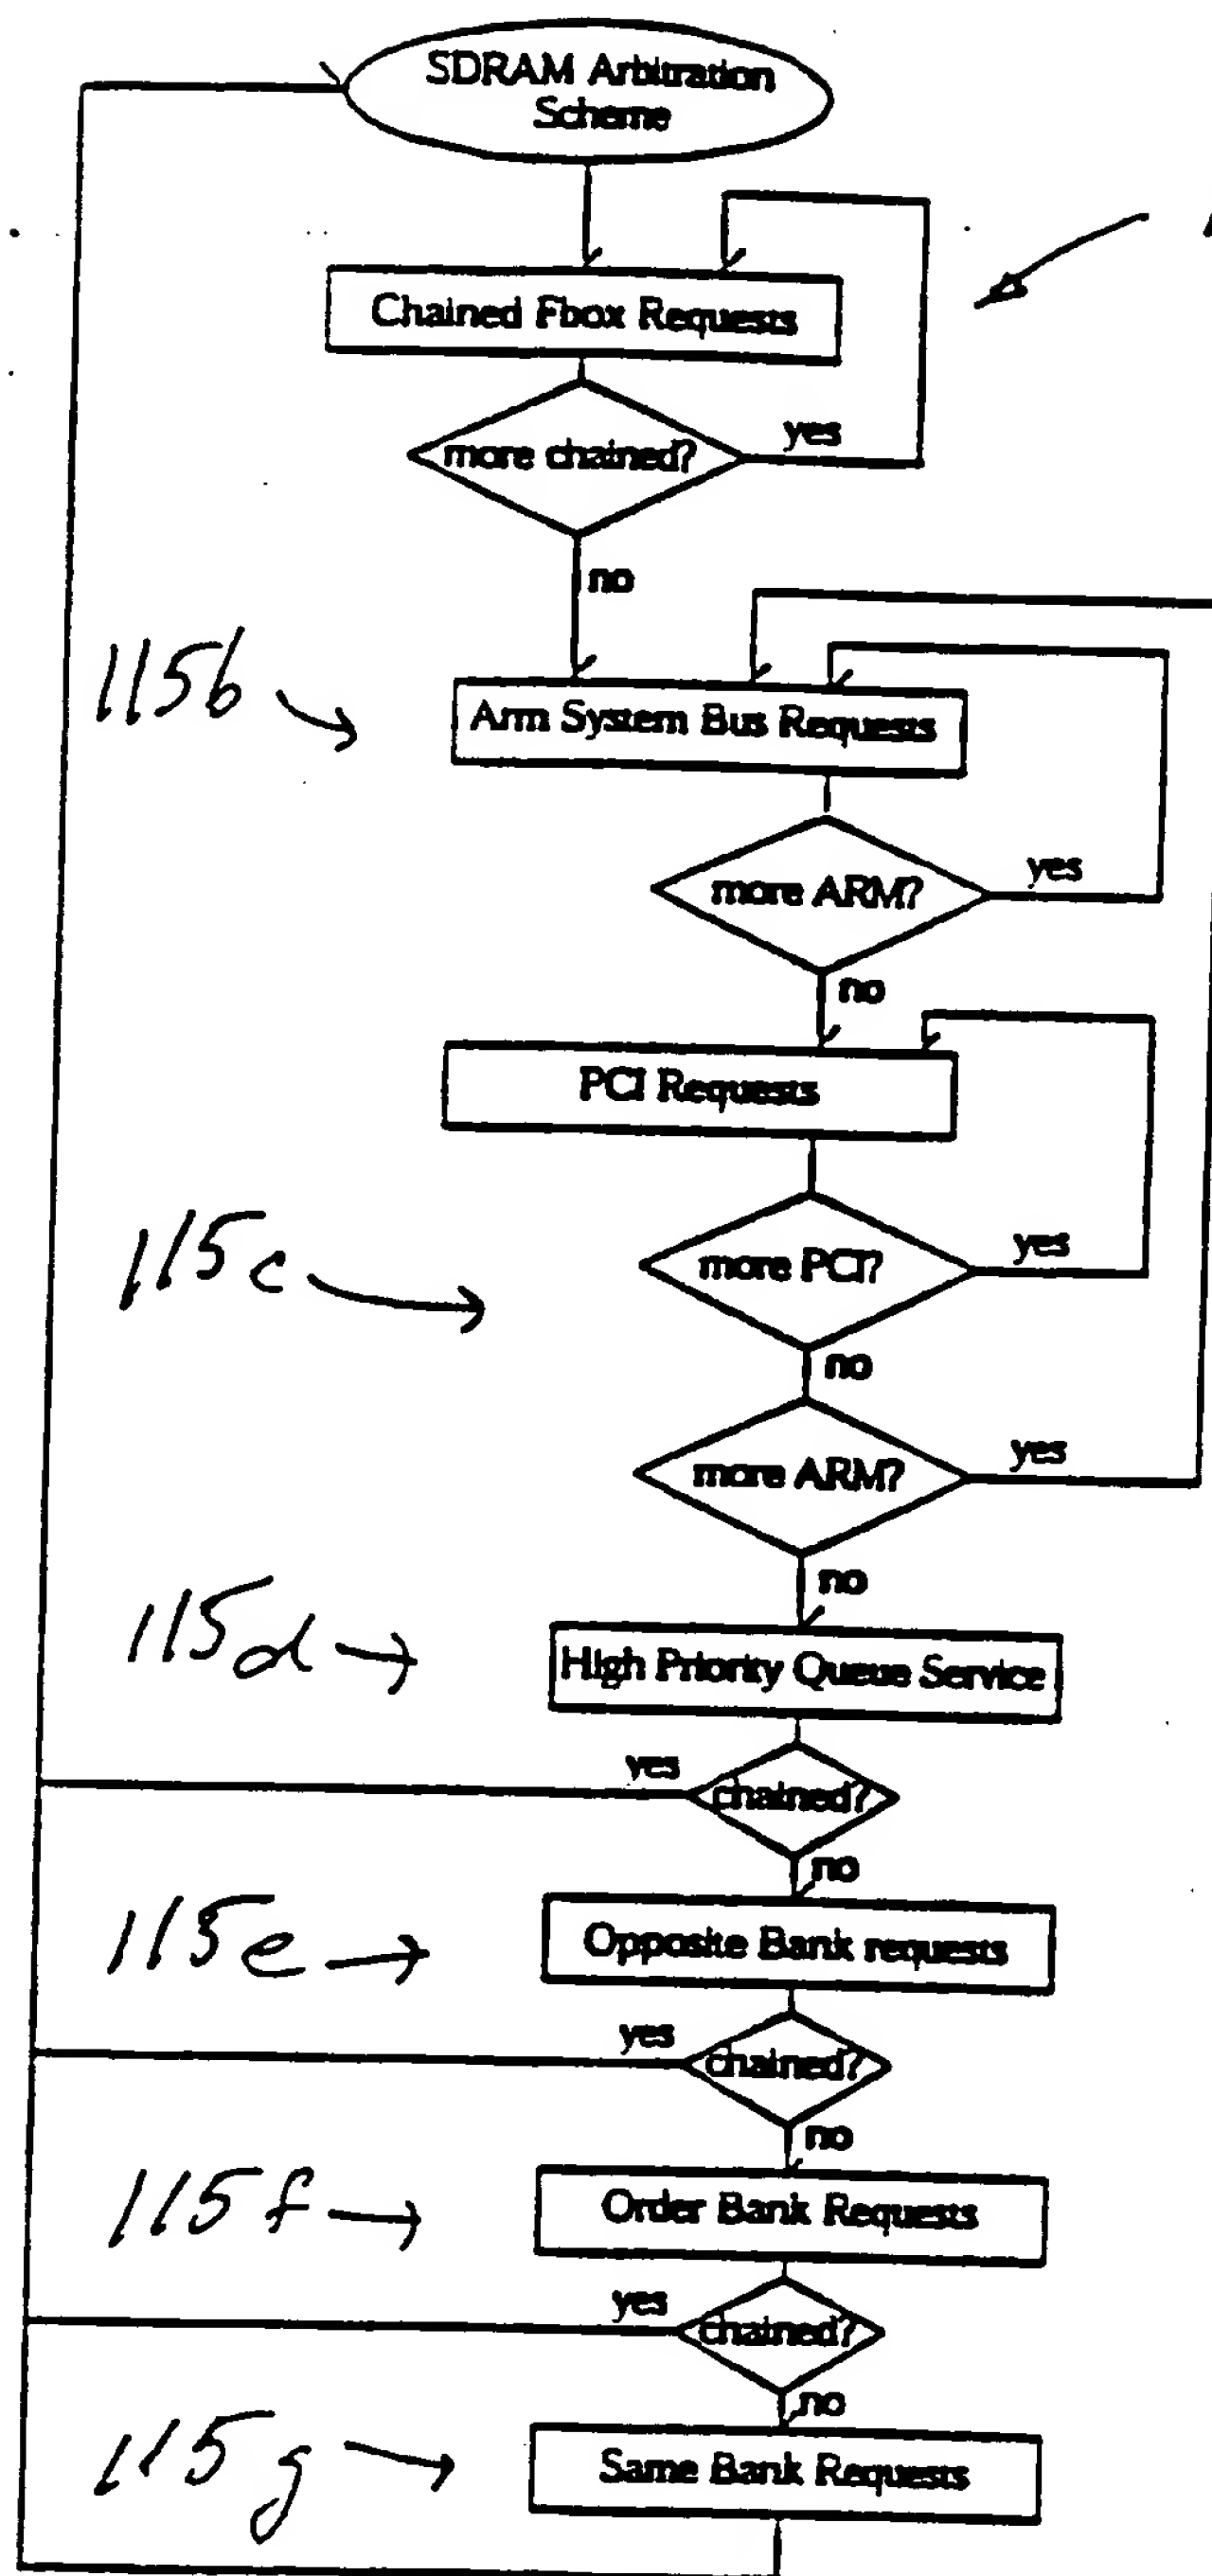 SDRAM Arbitration
Scheme
Chained Fbox Requests
more chained?
yes
no
115b
Arm System Bus Requests
more ARM?
yes
no
PCI Requests
115c
more PCI?
yes
no
more ARM?
yes
no
115d
High Priority Queue Service
yes
chained?
no
115e
Opposite Bank requests
yes
chained?
no
115f
Order Bank Requests
yes
chained?
no
115g
Same Bank Requests